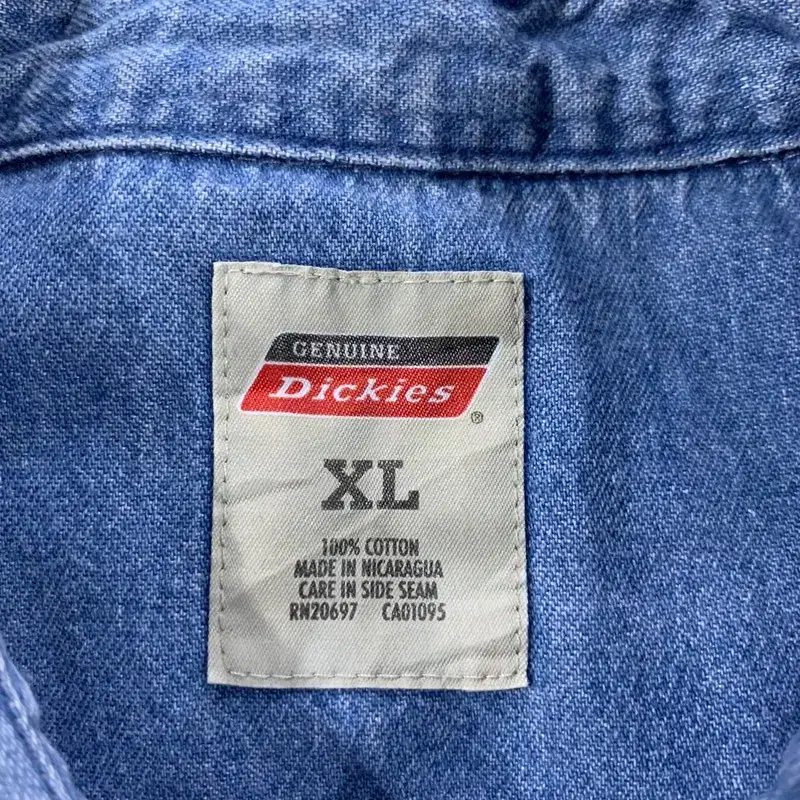 GENUINE
Dickies®
XL
100% COTTON
MADE IN NICARAGUA
CARE IN SIDE SEAM
RN20697 CA01095